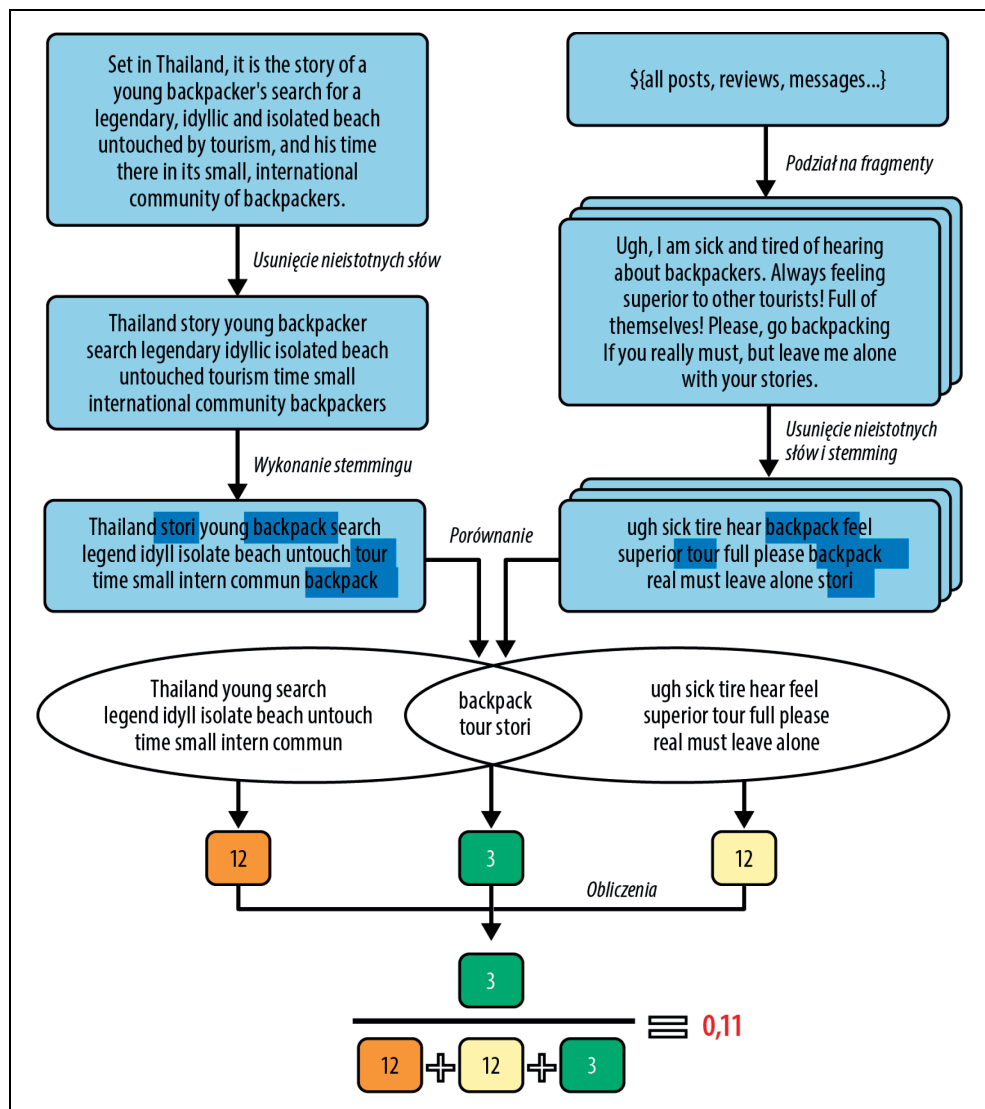 Set in Thailand, it is the story of a
young backpacker's search for a
legendary, idyllic and isolated beach
untouched by tourism, and his time
there in its small, international
community of backpackers.
${all posts, reviews, messages...}
Podział na fragmenty
Usunięcie nieistotnych słów
Ugh, I am sick and tired of hearing
about backpackers. Always feeling
superior to other tourists! Full of
themselves! Please, go backpacking
If you really must, but leave me alone
with your stories.
Thailand story young backpacker
search legendary idyllic isolated beach
untouched tourism time small
international community backpackers
Wykonanie stemmingu
Usunięcie nieistotnych
słów i stemming
Thailand stori young backpack search
legend idyll isolate beach untouch tour
time small intern commun backpack
Porównanie
ugh sick tire hear backpack feel
superior tour full please backpack
real must leave alone stori
Thailand young search
legend idyll isolate beach untouch
time small intern commun
backpack
tour stori
ugh sick tire hear feel
superior tour full please
real must leave alone
12
3
12
Obliczenia
3
12 + 12 + 3 = 0,11